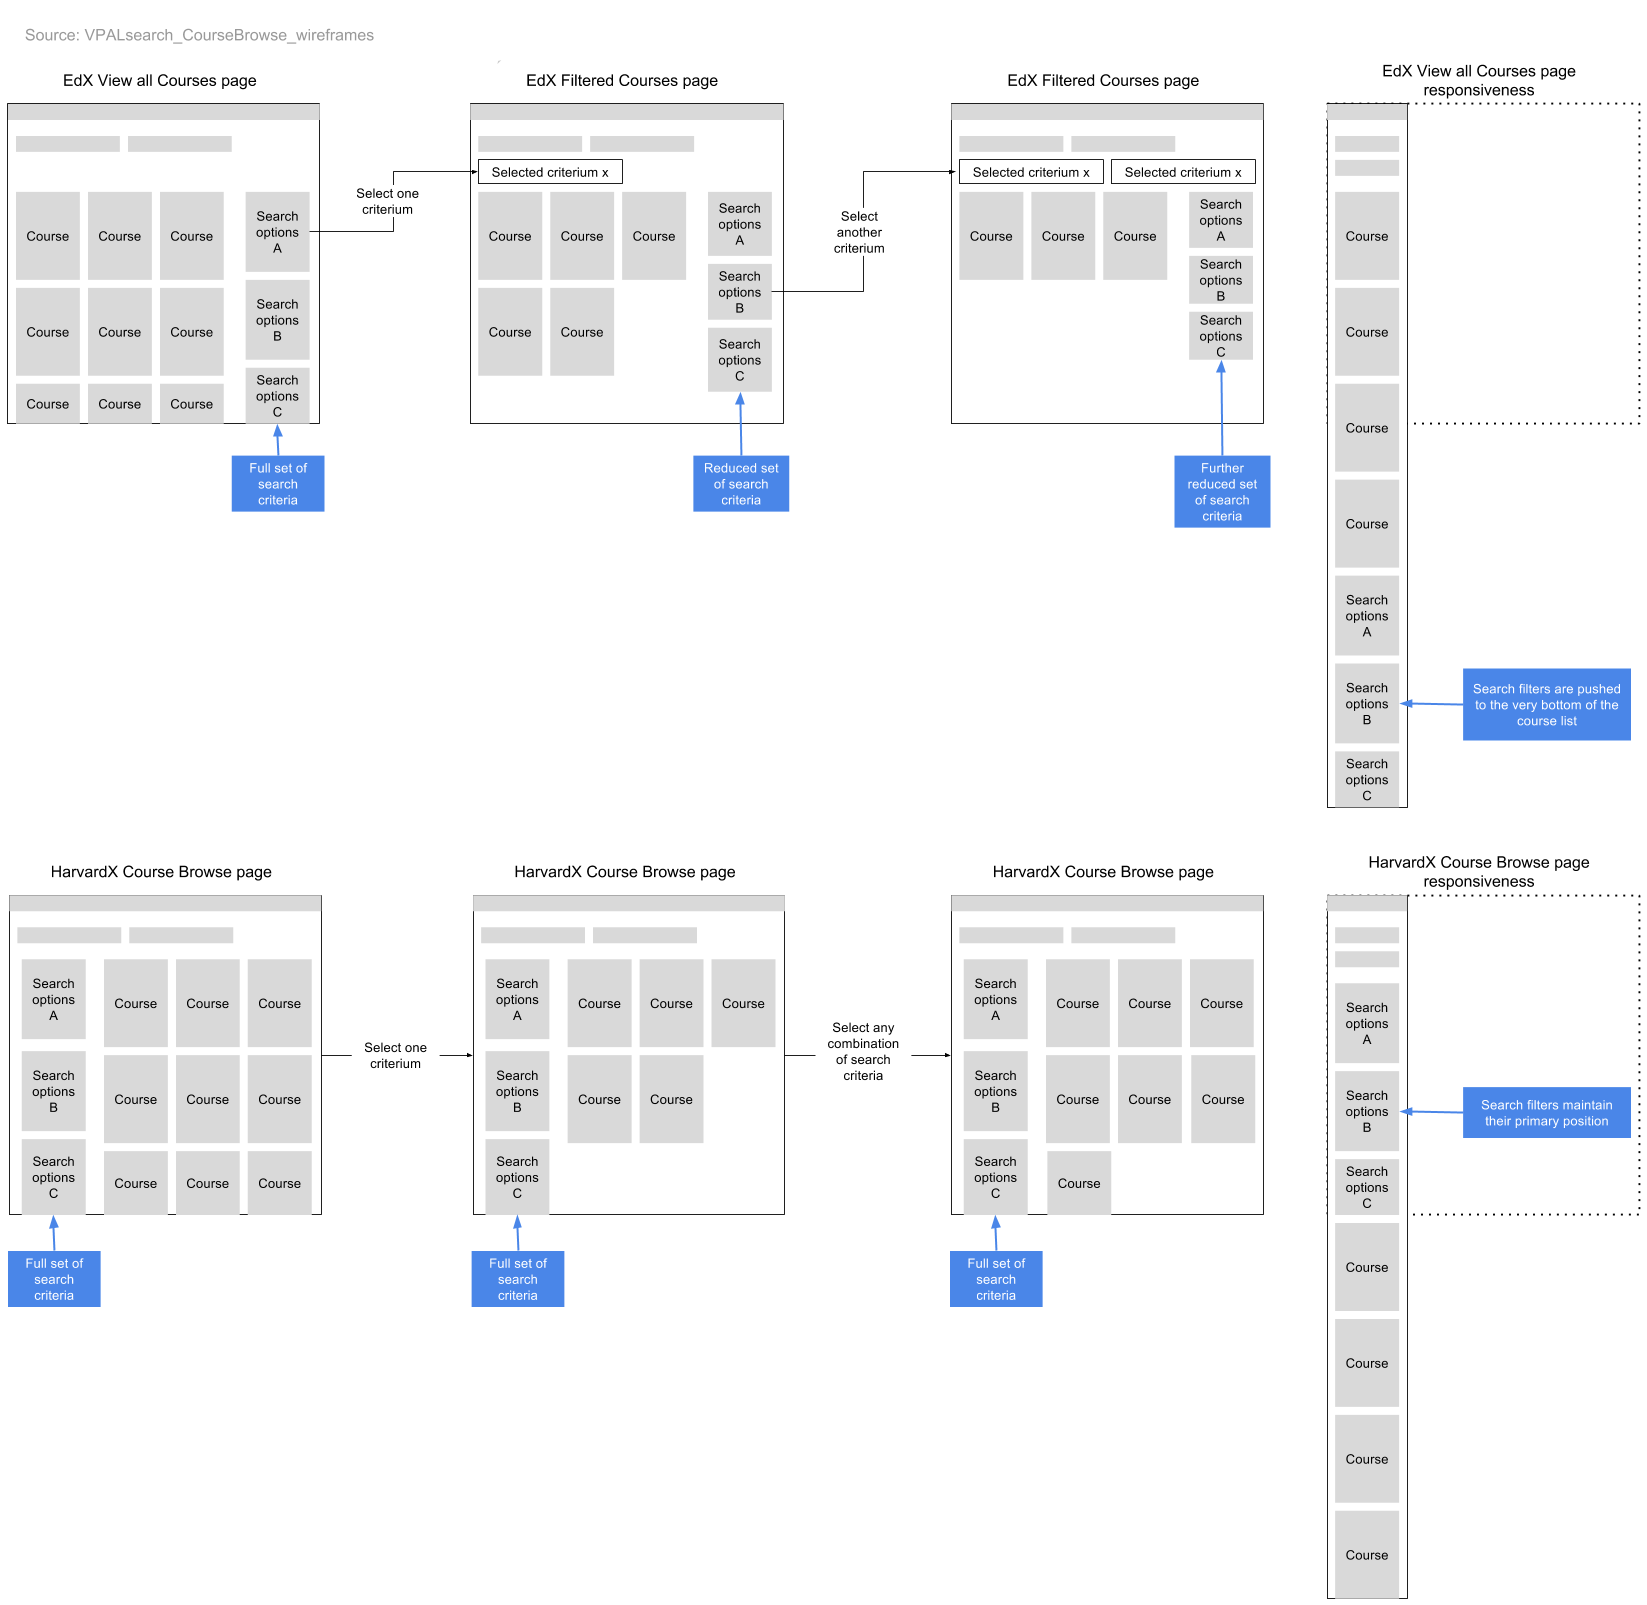 Source: VPALsearch_CourseBrowse_wireframes
EdX View all Courses page
Course
Course
Course
Search
options
A
Course
Course
Course
Search
options
B
Course
Course
Course
Search
options
C
Full set of
search
criteria
Select one
criterium
EdX Filtered Courses page
Selected criterium x
Course
Course
Course
Search
options
A
Course
Course
Search
options
B
Search
options
C
Reduced set
of search
criteria
Select
another
criterium
EdX Filtered Courses page
Selected criterium x
Selected criterium x
Course
Course
Course
Search
options
A
Search
options
B
Search
options
C
Further
reduced set
of search
criteria
EdX View all Courses page
responsiveness
Course
Course
Course
Course
Search
options
A
Search
options
B
Search
options
C
Search filters are pushed
to the very bottom of the
course list
HarvardX Course Browse page
Search
options
A
Course
Course
Course
Search
options
B
Course
Course
Course
Search
options
C
Course
Course
Course
Full set of
search
criteria
Select one
criterium
HarvardX Course Browse page
Search
options
A
Course
Course
Course
Search
options
B
Course
Course
Search
options
C
Full set of
search
criteria
Select any
combination
of search
criteria
HarvardX Course Browse page
Search
options
A
Course
Course
Course
Search
options
B
Course
Course
Course
Search
options
C
Course
Full set of
search
criteria
HarvardX Course Browse page
responsiveness
Search
options
A
Search
options
B
Search
options
C
Search filters maintain
their primary position
Course
Course
Course
Course